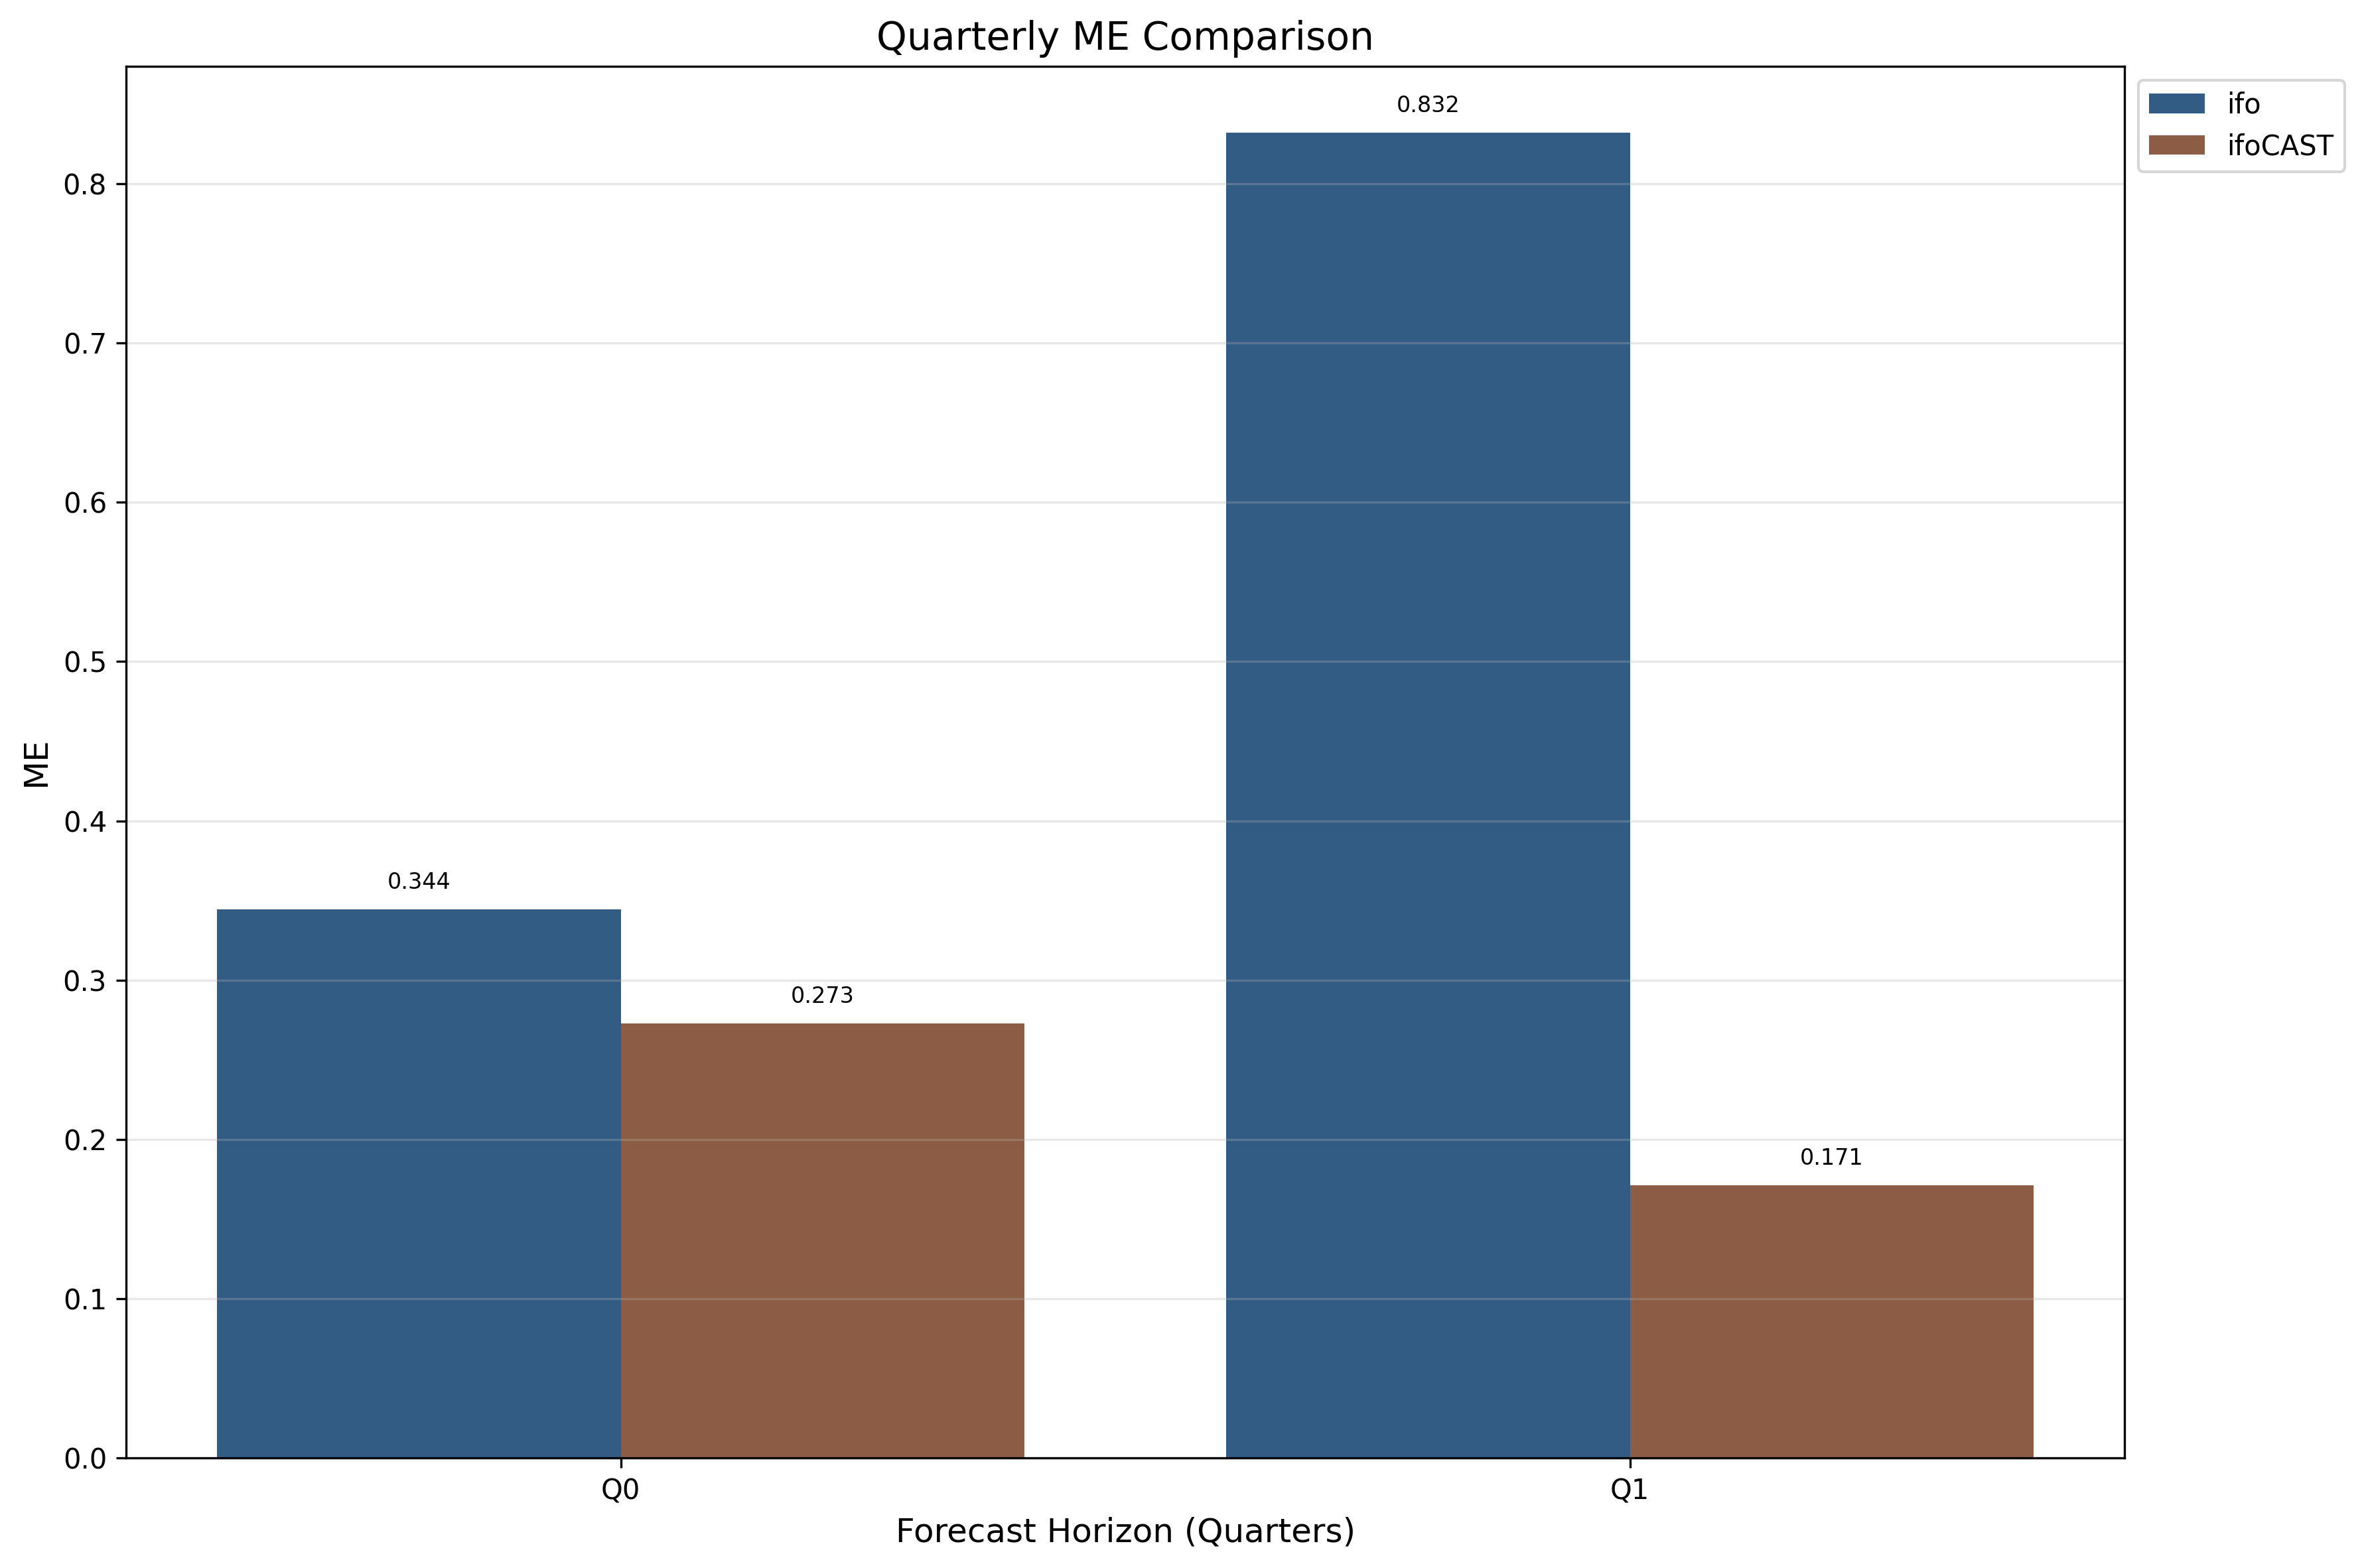 Quarterly ME Comparison
ifo
ifoCAST
ME
0.8
0.7
0.6
0.5
0.4
0.3
0.2
0.1
0.0
0.344
0.273
0.832
0.171
Q0
Q1
Forecast Horizon (Quarters)